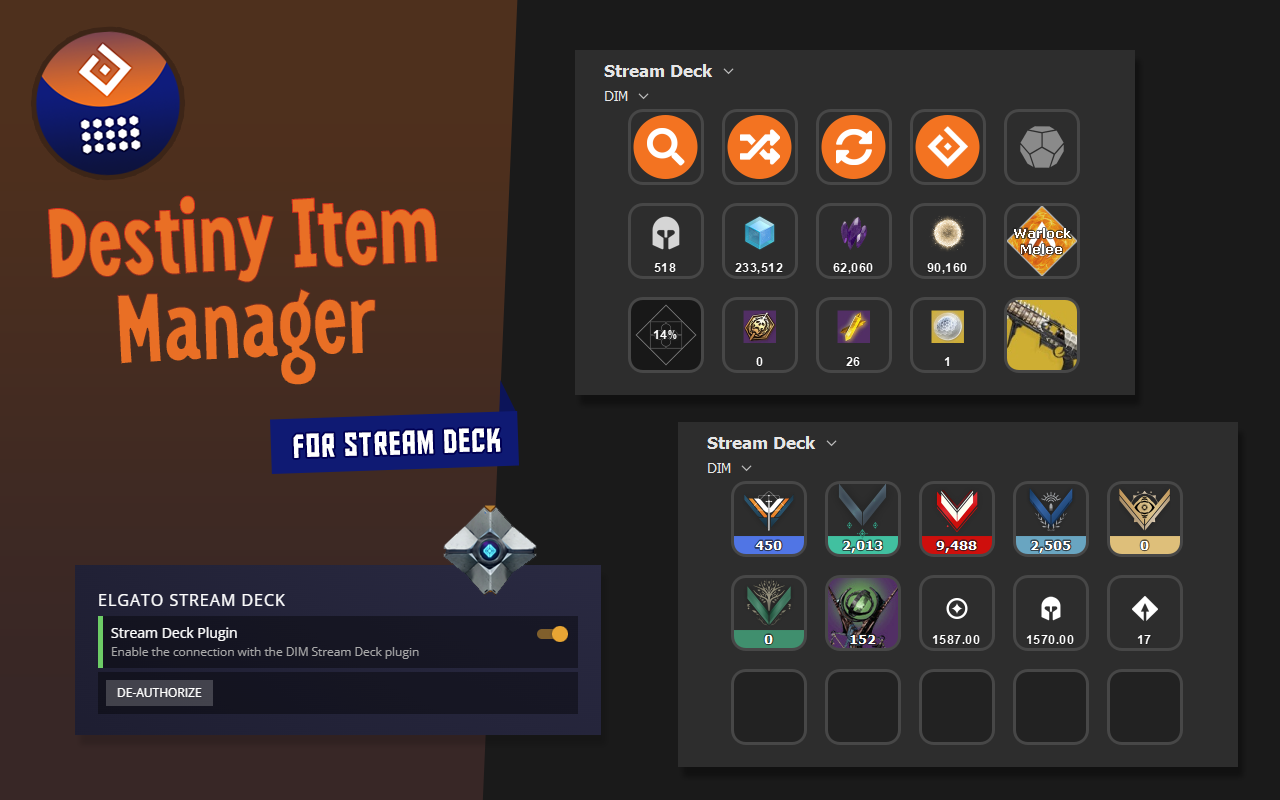 Destiny Item
Manager
FOR STREAM DECK
ELGATO STREAM DECK
Stream Deck Plugin
Enable the connection with the DIM Stream Deck plugin
DE-AUTHORIZE
Stream Deck
DIM
518
233,512
62,060
90,160
Warlock
Melee
14%
0
26
1
Stream Deck
DIM
450
2,013
9,488
2,505
0
0
152
1587.00
1570.00
17